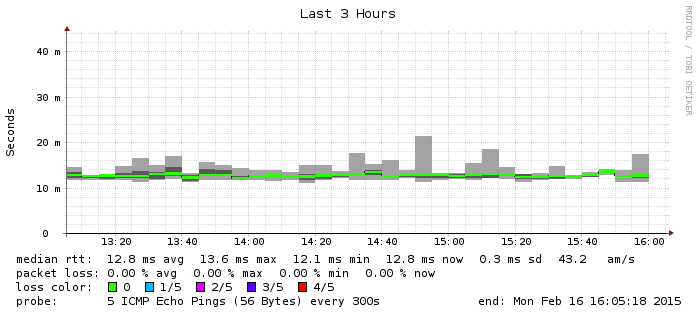 Last 3 Hours
RRDTOOL / TOBI OETIKER
Seconds
40 m
30 m
20 m
10 m
0
13:20 13:40 14:00 14:20 14:40 15:00 15:20 15:40 16:00
median rtt: 12.8 ms avg 13.6 ms max 12.1 ms min 12.8 ms now 0.3 ms sd 43.2 am/s
packet loss: 0.00 % avg 0.00 % max 0.00 % min 0.00 % now
loss color: 0 1/5 2/5 3/5 4/5
probe: 5 ICMP Echo Pings (56 Bytes) every 300s end: Mon Feb 16 16:05:18 2015